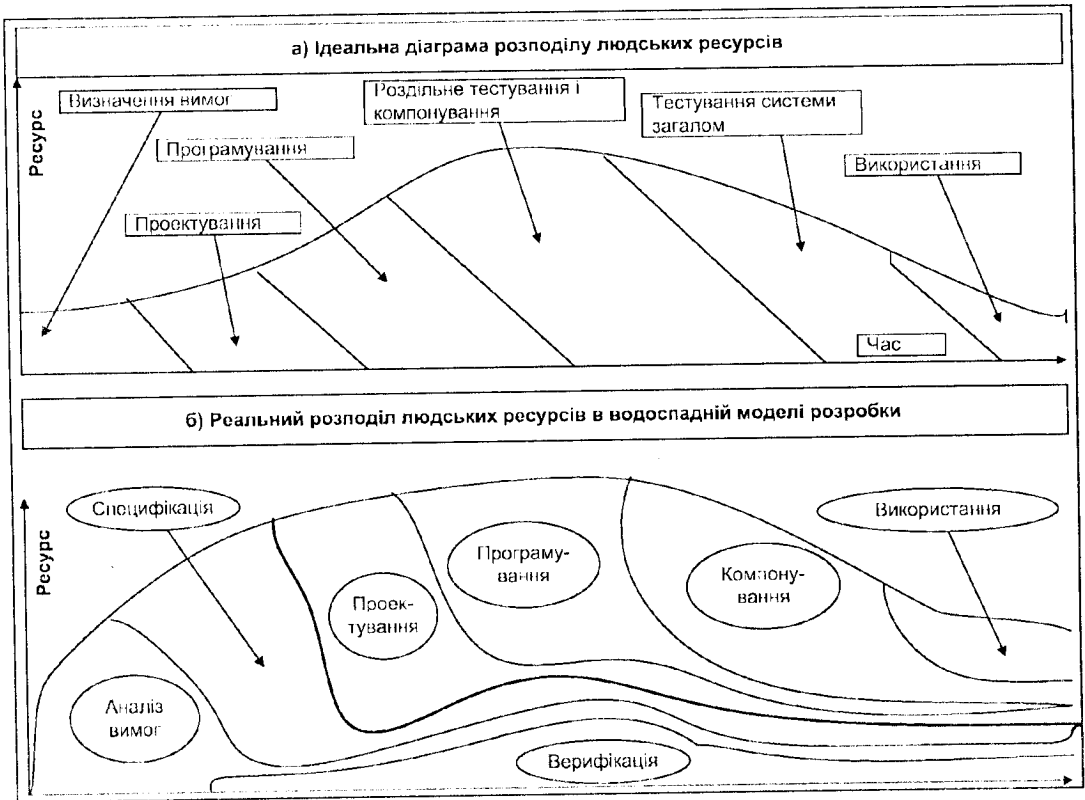 а) Ідеальна діаграма розподілу людських ресурсів
Ресурс
Визначення вимог
Роздільне тестування і
компонування
Тестування системи
загалом
Програмування
Використання
Проектування
Час
б) Реальний розподіл людських ресурсів в водоспадній моделі розробки
Ресурс
Специфікація
Використання
Програму-
вання
Компону-
вання
Проек-
тування
Аналіз
вимог
Верифікація